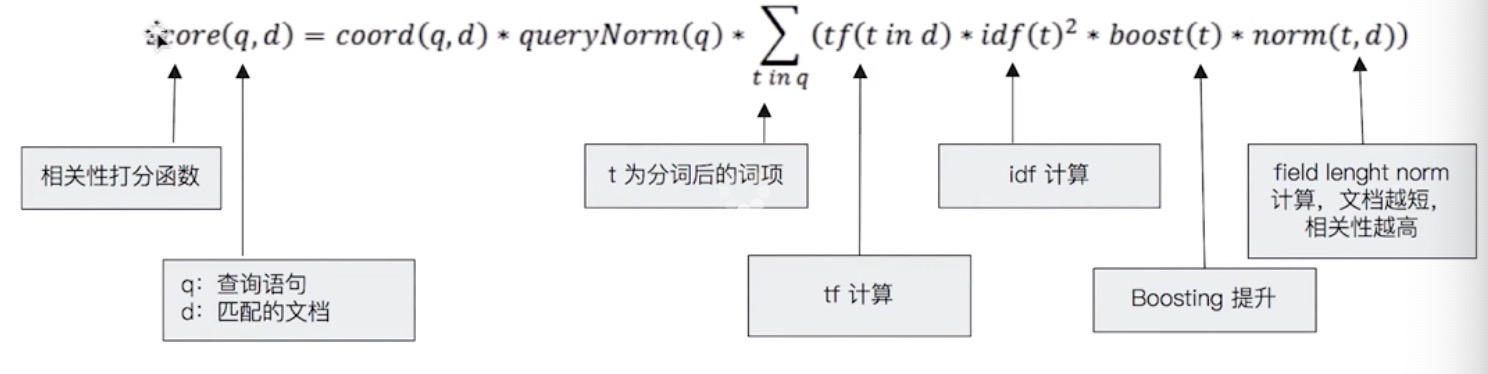 score(q,d) = coord(q,d) * queryNorm(q) * ∑ (tf(t in d) * idf(t)² * boost(t) * norm(t,d))
t in q
相关性打分函数
t 为分词后的词项
idf 计算
field lenght norm
计算，文档越短，
相关性越高
q：查询语句
d：匹配的文档
tf 计算
Boosting 提升